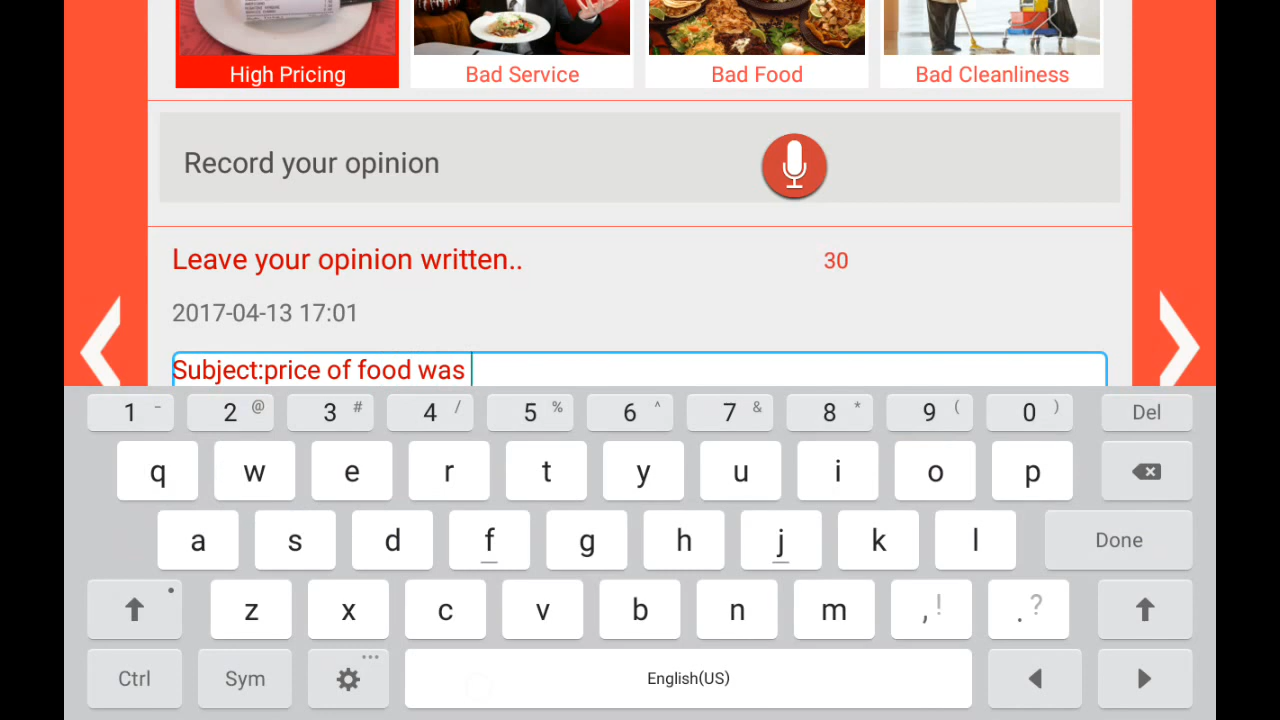 High Pricing
Bad Service
Bad Food
Bad Cleanliness
Record your opinion
Leave your opinion written..
30
2017-04-13 17:01
Subject:price of food was
1 - 2 @ 3 # 4 / 5 % 6 ^ 7 & 8 * 9 ( 0 ) Del
q w e r t y u i o p
a s d f g h j k l Done
z x c v b n m , ! . ?
Ctrl Sym ... English(US)